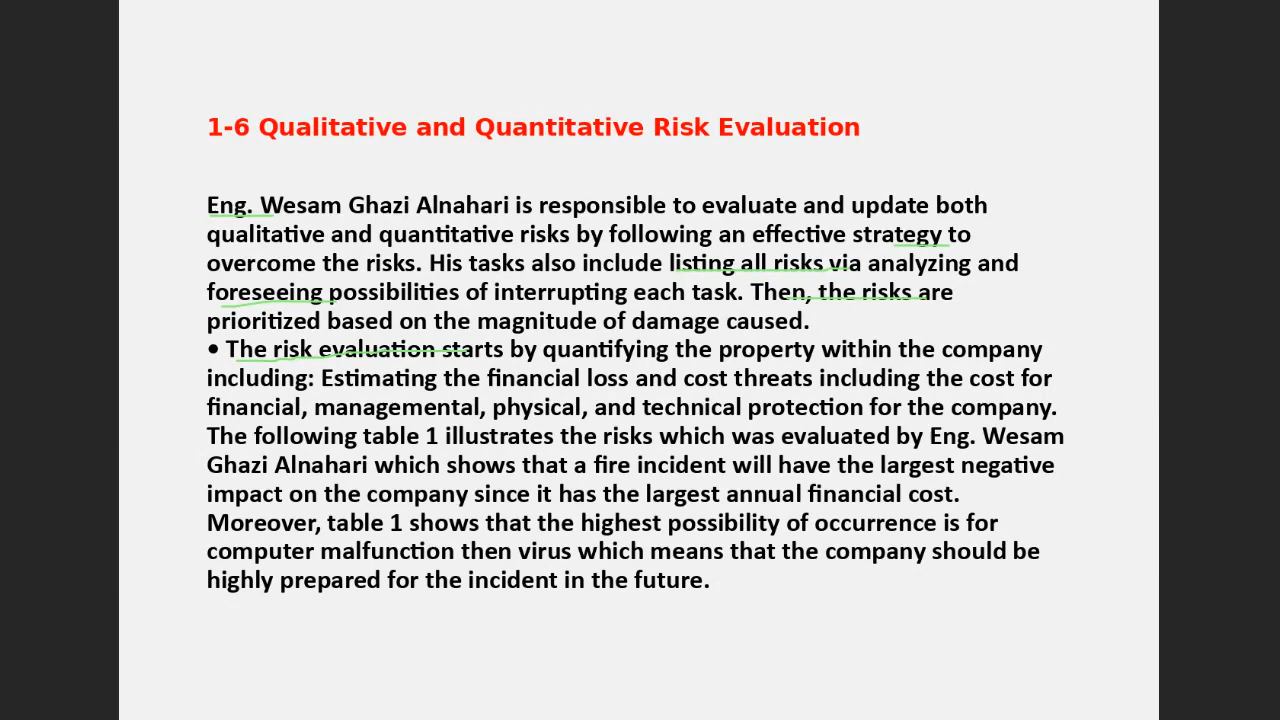 1-6 Qualitative and Quantitative Risk Evaluation
Eng. Wesam Ghazi Alnahari is responsible to evaluate and update both
qualitative and quantitative risks by following an effective strategy to
overcome the risks. His tasks also include listing all risks via analyzing and
foreseeing possibilities of interrupting each task. Then, the risks are
prioritized based on the magnitude of damage caused.
• The risk evaluation starts by quantifying the property within the company
including: Estimating the financial loss and cost threats including the cost for
financial, managemental, physical, and technical protection for the company.
The following table 1 illustrates the risks which was evaluated by Eng. Wesam
Ghazi Alnahari which shows that a fire incident will have the largest negative
impact on the company since it has the largest annual financial cost.
Moreover, table 1 shows that the highest possibility of occurrence is for
computer malfunction then virus which means that the company should be
highly prepared for the incident in the future.